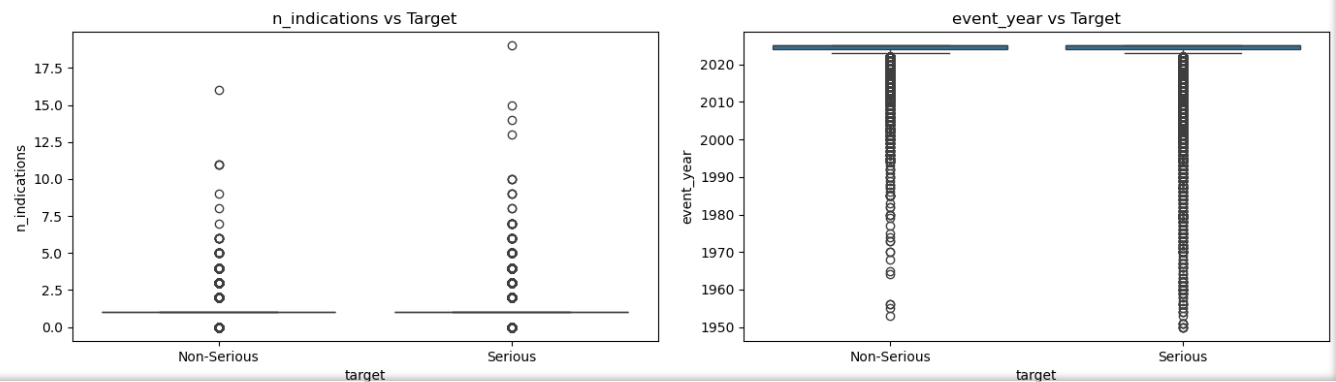 n_indications vs Target
n_indications
17.5
15.0
12.5
10.0
7.5
5.0
2.5
0.0
Non-Serious
Serious
target
event_year vs Target
event_year
2020
2010
2000
1990
1980
1970
1960
1950
Non-Serious
Serious
target